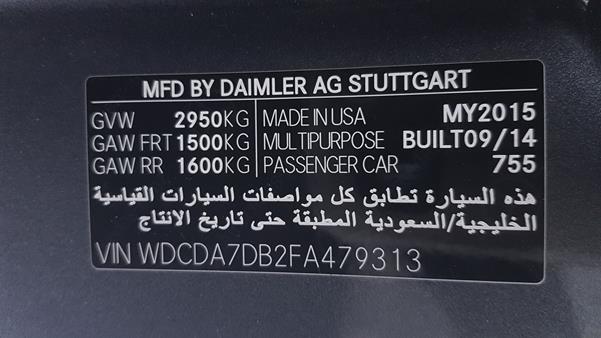 MFD BY DAIMLER AG STUTTGART
GVW 2950KG MADE IN USA MY2015
GAW FRT 1500KG MULTIPURPOSE BUILT09/14
GAW RR 1600KG PASSENGER CAR 755
هذه السيارة تطابق كل مواصفات السيارات القياسية
الخليجية/السعودية المطبقة حتى تاريخ الانتاج
VIN WDCDA7DB2FA479313